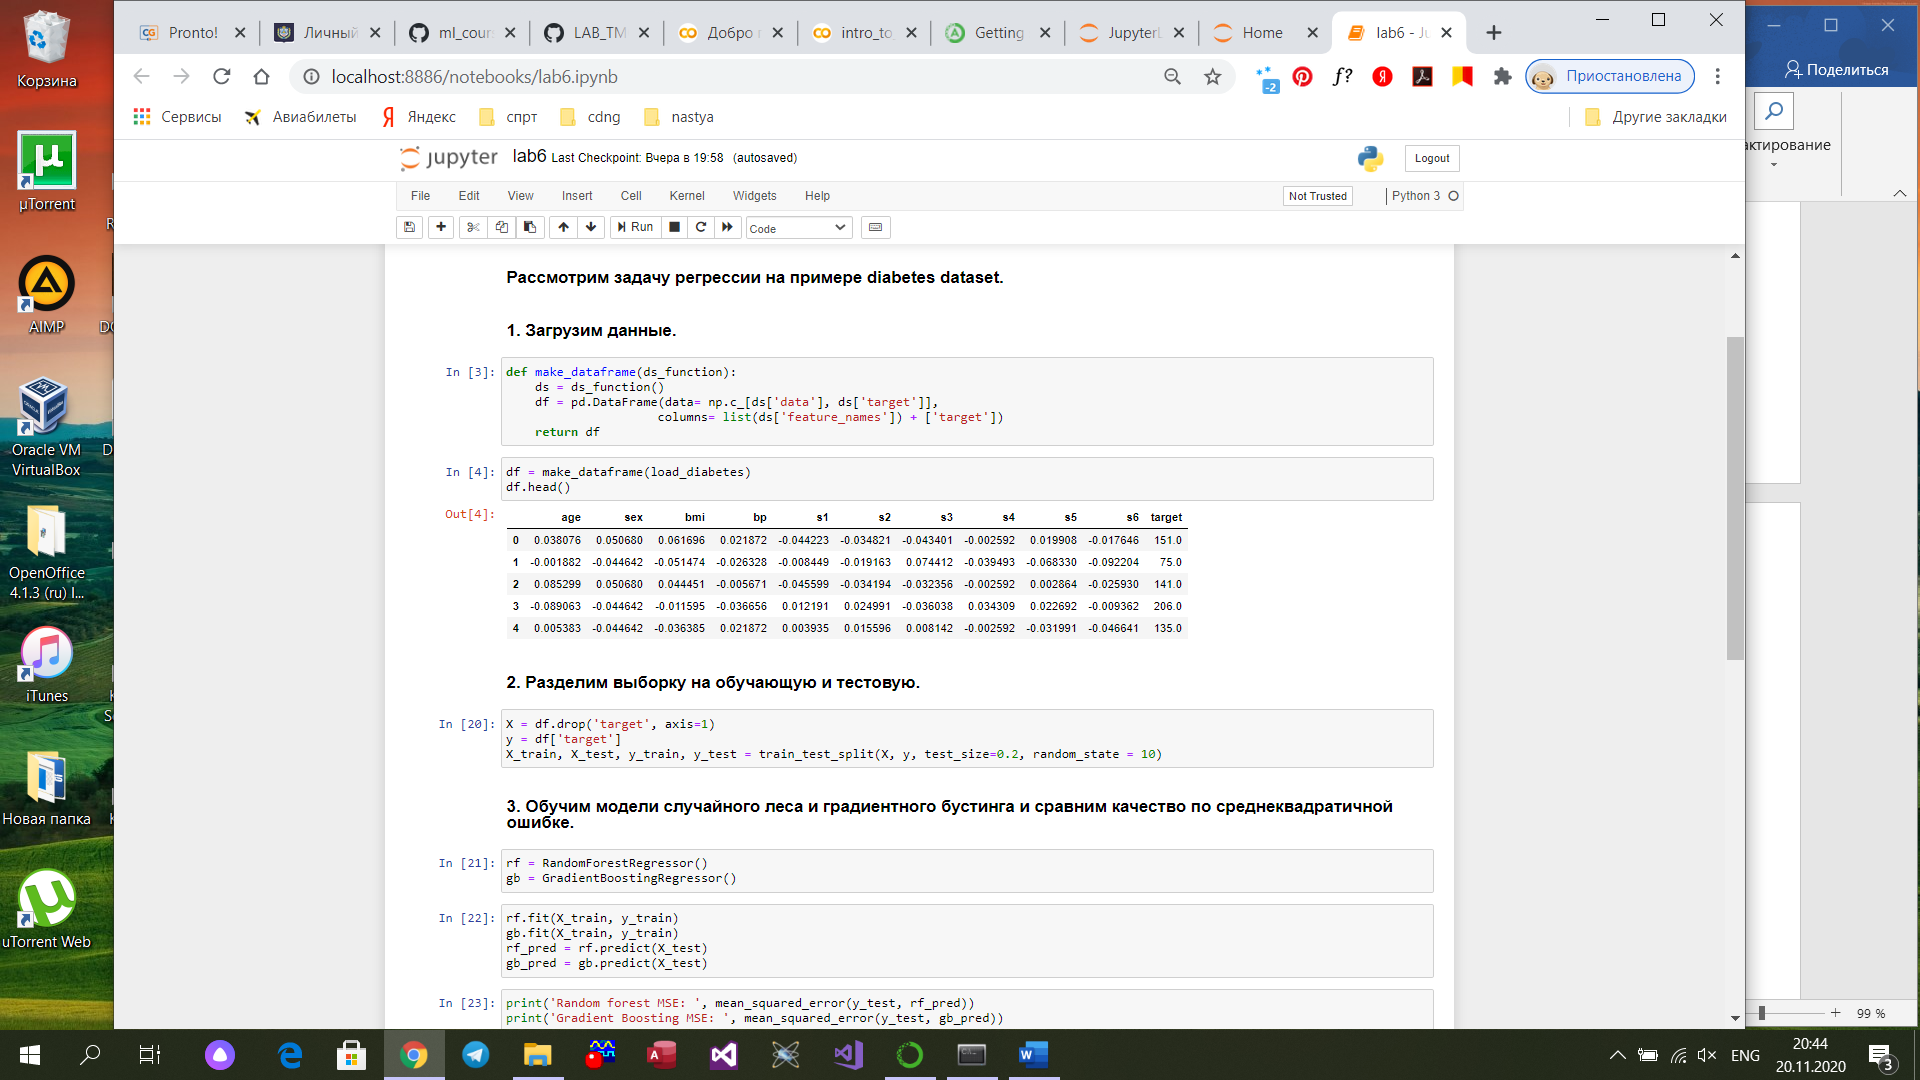 Pronto!
Личный
ml_cour
LAB_TM
Добро
intro_to
Getting
JupyterL
Home
lab6 - Ju
localhost:8886/notebooks/lab6.ipynb
-2
f?
Приостановлена
Сервисы
Авиабилеты
Яндекс
спрт
cdng
nastya
Другие закладки
jupyter lab6 Last Checkpoint: Вчера в 19:58 (autosaved)
Logout
File Edit View Insert Cell Kernel Widgets Help
Not Trusted
Python 3
Run
Code
Рассмотрим задачу регрессии на примере diabetes dataset.
1. Загрузим данные.
In [3]: def make_dataframe(ds_function):
ds = ds_function()
df = pd.DataFrame(data= np.c_[ds['data'], ds['target']],
columns= list(ds['feature_names']) + ['target'])
return df
In [4]: df = make_dataframe(load_diabetes)
df.head()
Out[4]:
age sex bmi bp s1 s2 s3 s4 s5 s6 target
0 0.038076 0.050680 0.061696 0.021872 -0.044223 -0.034821 -0.043401 -0.002592 0.019908 -0.017646 151.0
1 -0.001882 -0.044642 -0.051474 -0.026328 -0.008449 -0.019163 0.074412 -0.039493 -0.068330 -0.092204 75.0
2 0.085299 0.050680 0.044451 -0.005671 -0.045599 -0.034194 -0.032356 -0.002592 0.002864 -0.025930 141.0
3 -0.089063 -0.044642 -0.011595 -0.036656 0.012191 0.024991 -0.036038 0.034309 0.022692 -0.009362 206.0
4 0.005383 -0.044642 -0.036385 0.021872 0.003935 0.015596 0.008142 -0.002592 -0.031991 -0.046641 135.0
2. Разделим выборку на обучающую и тестовую.
In [20]: X = df.drop('target', axis=1)
y = df['target']
X_train, X_test, y_train, y_test = train_test_split(X, y, test_size=0.2, random_state = 10)
3. Обучим модели случайного леса и градиентного бустинга и сравним качество по среднеквадратичной
ошибке.
In [21]: rf = RandomForestRegressor()
gb = GradientBoostingRegressor()
In [22]: rf.fit(X_train, y_train)
gb.fit(X_train, y_train)
rf_pred = rf.predict(X_test)
gb_pred = gb.predict(X_test)
In [23]: print('Random forest MSE: ', mean_squared_error(y_test, rf_pred))
print('Gradient Boosting MSE: ', mean_squared_error(y_test, gb_pred))
Корзина
µTorrent
AIMP
Oracle VM
VirtualBox
OpenOffice
4.1.3 (ru) I...
iTunes
Новая папка
uTorrent Web
Поделиться
актирование
99 %
ENG
20:44
20.11.2020
3